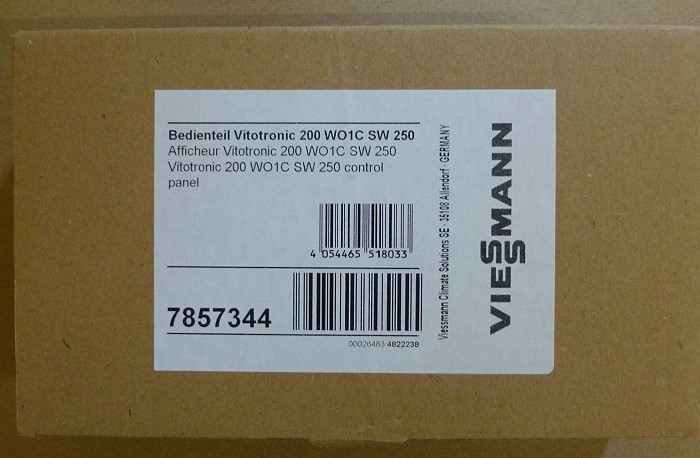 Bedienteil Vitotronic 200 WO1C SW 250
Afficheur Vitotronic 200 WO1C SW 250
Vitotronic 200 WO1C SW 250 control
panel
4 054465 518033
7857344
00026483 4822238
Viessmann Climate Solutions SE · 35108 Allendorf · GERMANY
VIESSMANN